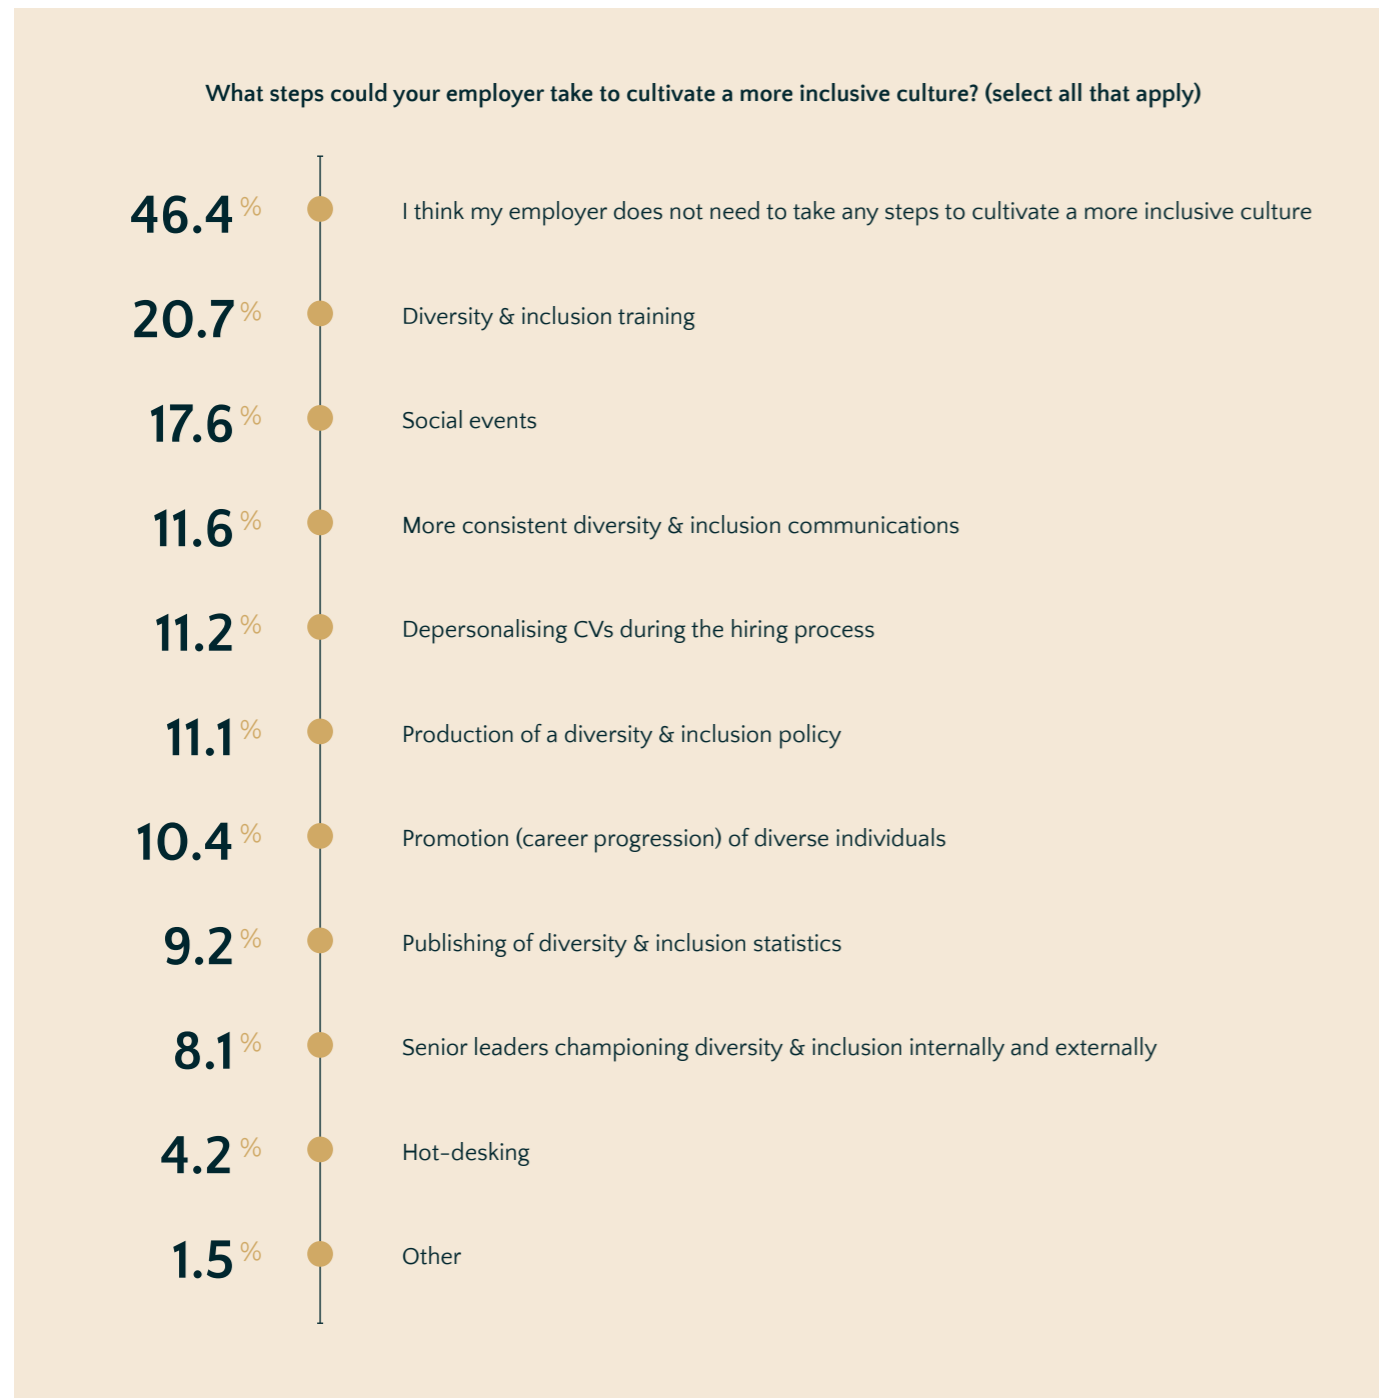 What steps could your employer take to cultivate a more inclusive culture? (select all that apply)
46.4% I think my employer does not need to take any steps to cultivate a more inclusive culture
20.7% Diversity & inclusion training
17.6% Social events
11.6% More consistent diversity & inclusion communications
11.2% Depersonalising CVs during the hiring process
11.1% Production of a diversity & inclusion policy
10.4% Promotion (career progression) of diverse individuals
9.2% Publishing of diversity & inclusion statistics
8.1% Senior leaders championing diversity & inclusion internally and externally
4.2% Hot-desking
1.5% Other